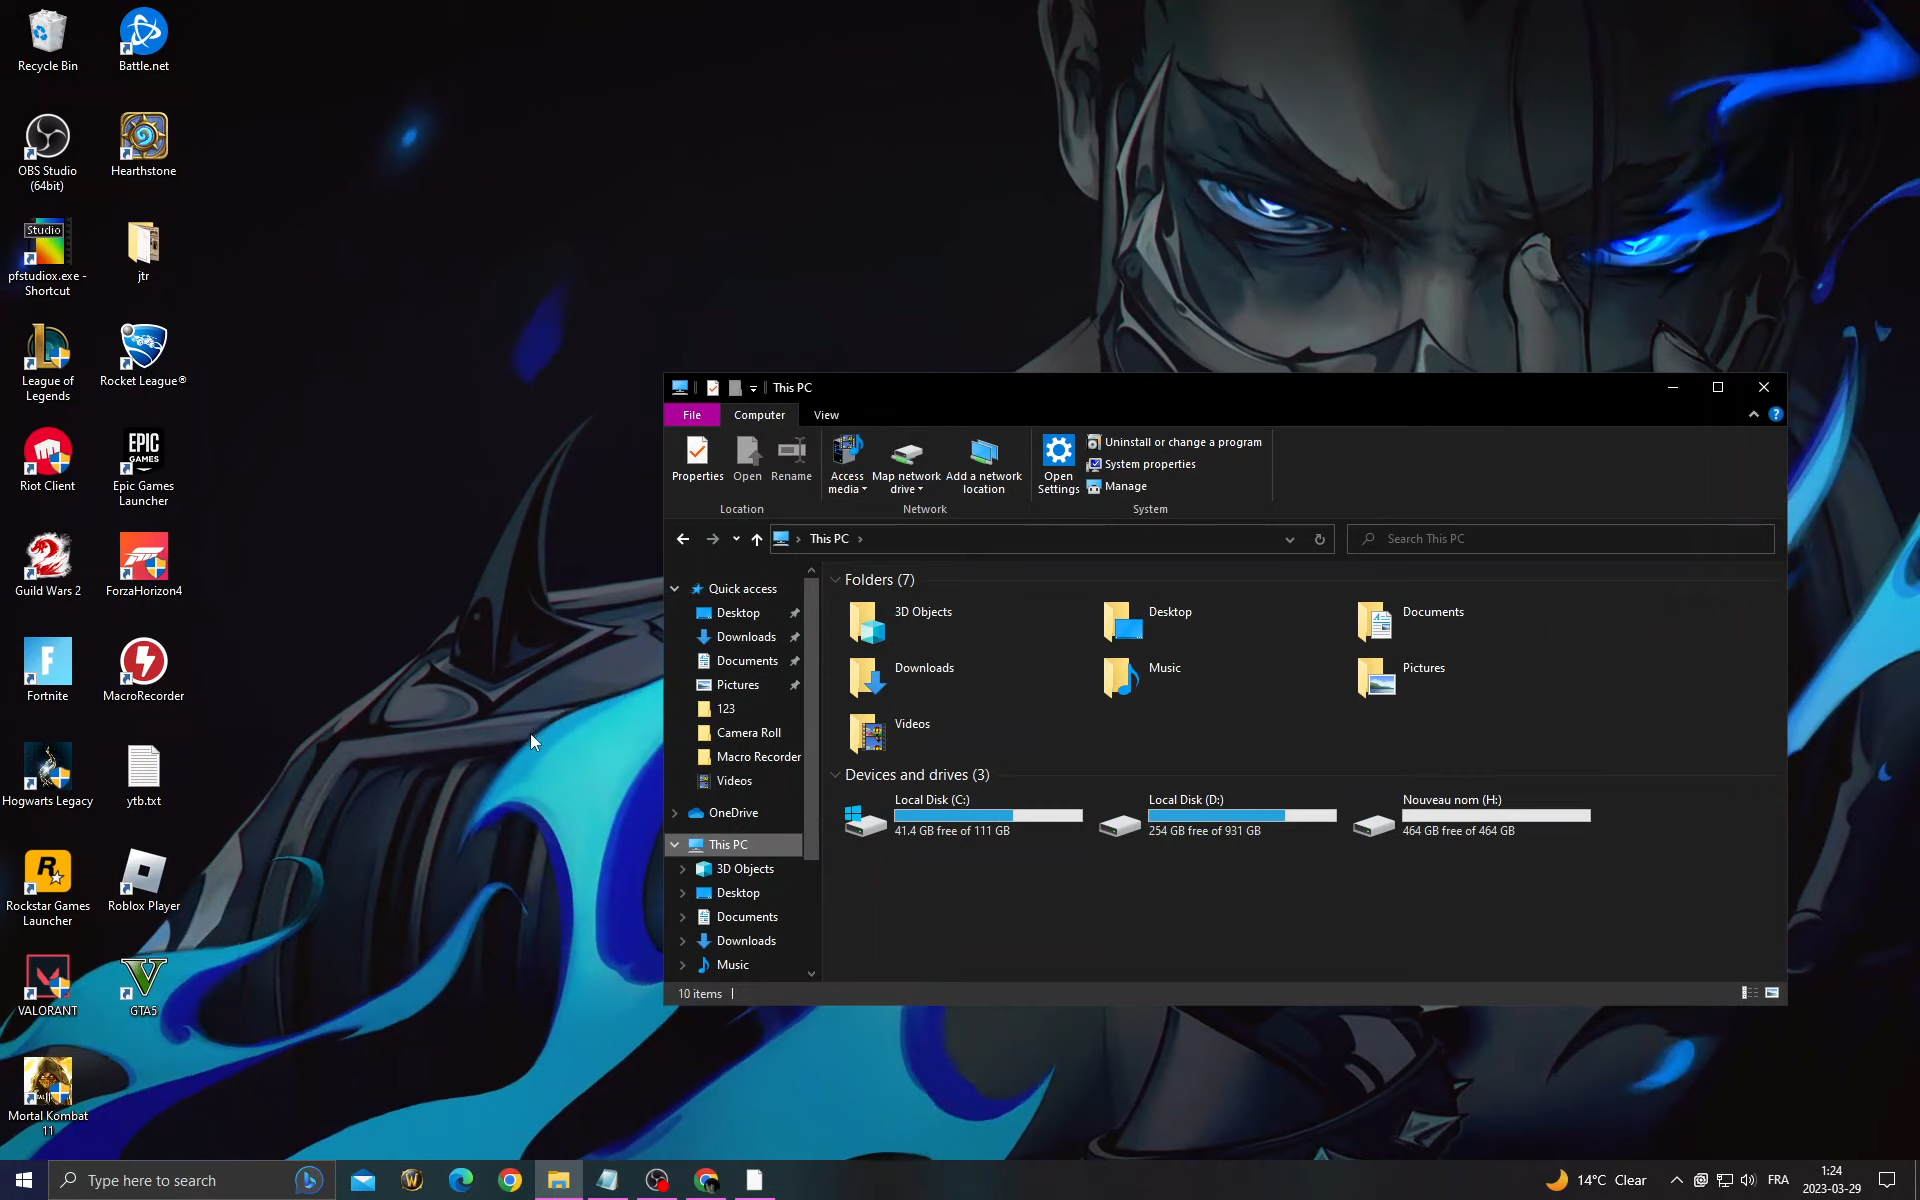 Recycle Bin
Battle.net
OBS Studio
(64bit)
Hearthstone
Studio
pfstudiox.exe -
Shortcut
jtr
League of
Legends
Rocket League®
Riot Client
EPIC
GAMES
Epic Games
Launcher
Guild Wars 2
ForzaHorizon4
Fortnite
MacroRecorder
Hogwarts Legacy
ytb.txt
Rockstar Games
Launcher
Roblox Player
VALORANT
GTA5
Mortal Kombat
11
This PC
File
Computer
View
Properties
Open
Rename
Location
Access
media
Map network
drive
Add a network
location
Network
Open
Settings
Uninstall or change a program
System properties
Manage
System
This PC
Search This PC
Quick access
Desktop
Downloads
Documents
Pictures
123
Camera Roll
Macro Recorder
Videos
OneDrive
This PC
3D Objects
Desktop
Documents
Downloads
Music
Folders (7)
3D Objects
Desktop
Documents
Downloads
Music
Pictures
Videos
Devices and drives (3)
Local Disk (C:)
41.4 GB free of 111 GB
Local Disk (D:)
254 GB free of 931 GB
Nouveau nom (H:)
464 GB free of 464 GB
10 items
Type here to search
14°C Clear
FRA
1:24
2023-03-29